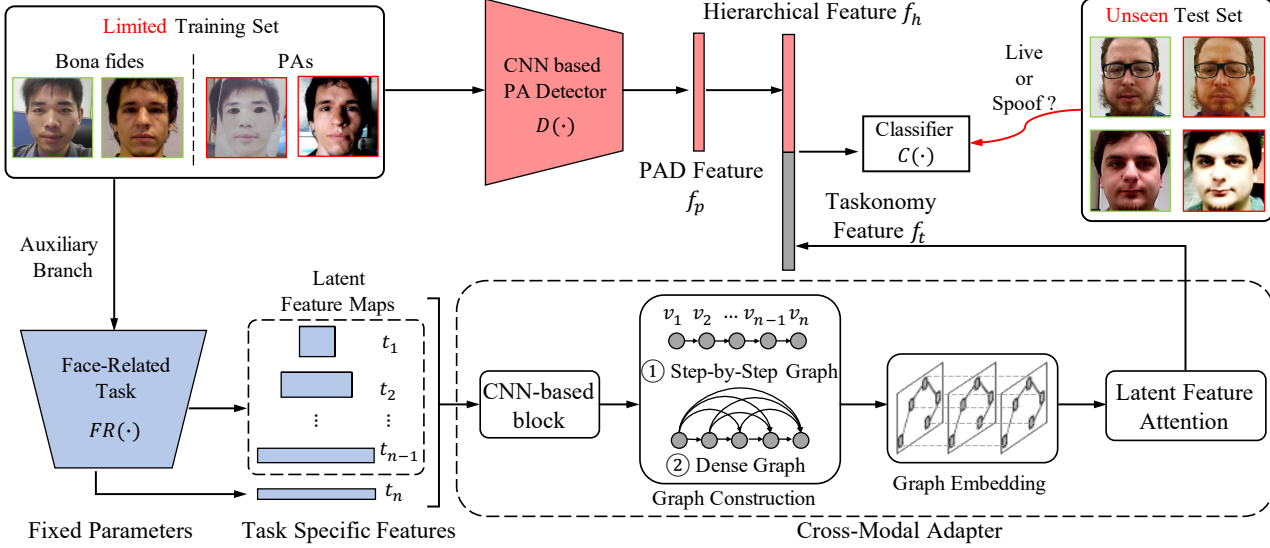 Limited Training Set
Bona fides
PAs
CNN based
PA Detector
D(·)
Hierarchical Feature f_h
PAD Feature
f_p
Classifier
C(·)
Live
or
Spoof ?
Unseen Test Set
Taskonomy
Feature f_t
Auxiliary
Branch
Face-Related
Task
FR(·)
Fixed Parameters
Latent
Feature Maps
t_1
t_2
⋮ ⋮
t_{n−1}
t_n
Task Specific Features
CNN-based
block
v_1 v_2 … v_{n−1} v_n
① Step-by-Step Graph
② Dense Graph
Graph Construction
Graph Embedding
Latent Feature
Attention
Cross-Modal Adapter